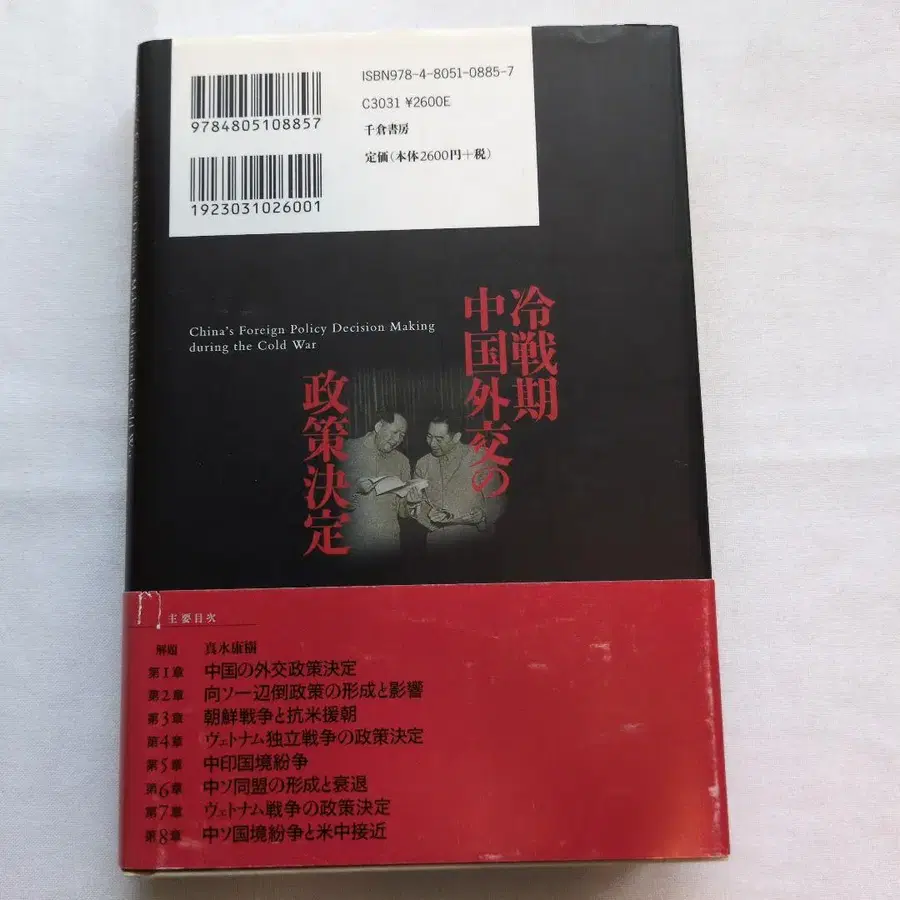 ISBN978-4-8051-0885-7
C3031 ¥2600E
千倉書房
定価(本体2600円+税)
9784805108857
1923031026001
China's Foreign Policy Decision Making
during the Cold War
冷戦期
中国外交の
政策決定
主要目次
解題 真水康樹
第1章 中国の外交政策決定
第2章 向ソ一辺倒政策の形成と影響
第3章 朝鮮戦争と抗米援朝
第4章 ヴェトナム独立戦争の政策決定
第5章 中印国境紛争
第6章 中ソ同盟の形成と衰退
第7章 ヴェトナム戦争の政策決定
第8章 中ソ国境紛争と米中接近
Policy Decision Making during the Cold War